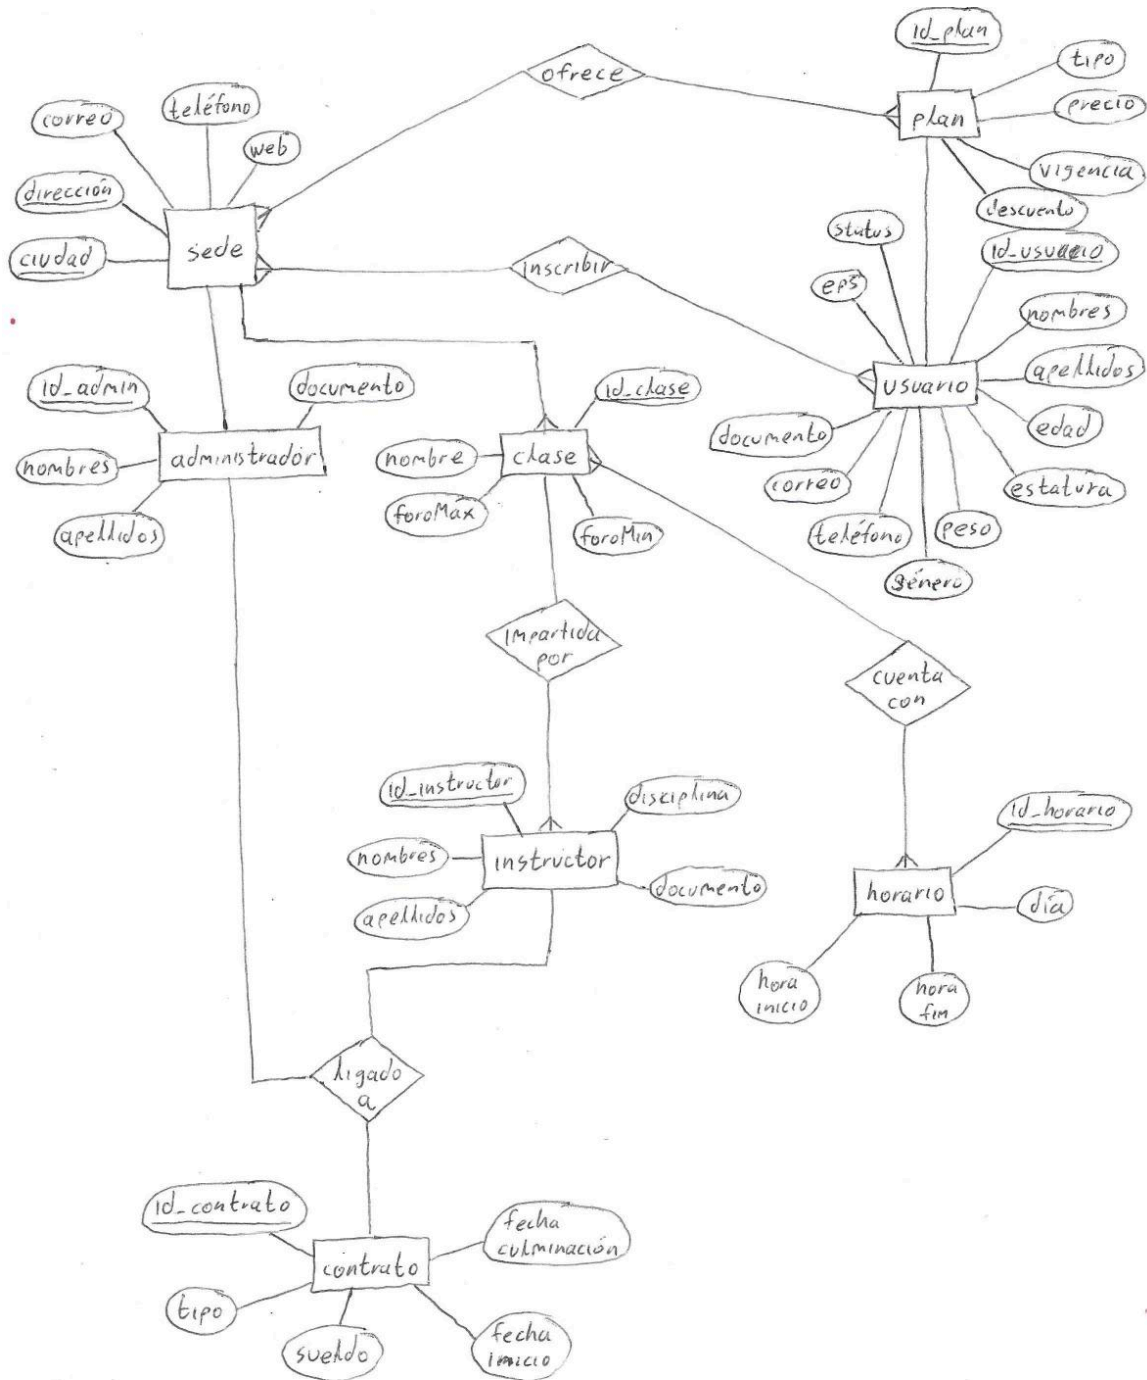 id_plan
ofrece
tipo
teléfono
correo
precio
plan
web
vigencia
dirección
descuento
status
sede
id_usuario
ciudad
inscribir
eps
nombres
usuario
apellidos
id_admin
documento
id_clase
edad
documento
nombres
administrador
nombre
clase
correo
estatura
foroMax
apellidos
foroMin
teléfono
peso
género
impartida
por
cuenta
con
id_instructor
disciplina
id_horario
nombres
instructor
documento
horario
día
apellidos
hora
inicio
hora
fin
ligado
a
id_contrato
fecha
culminación
contrato
tipo
sueldo
fecha
inicio